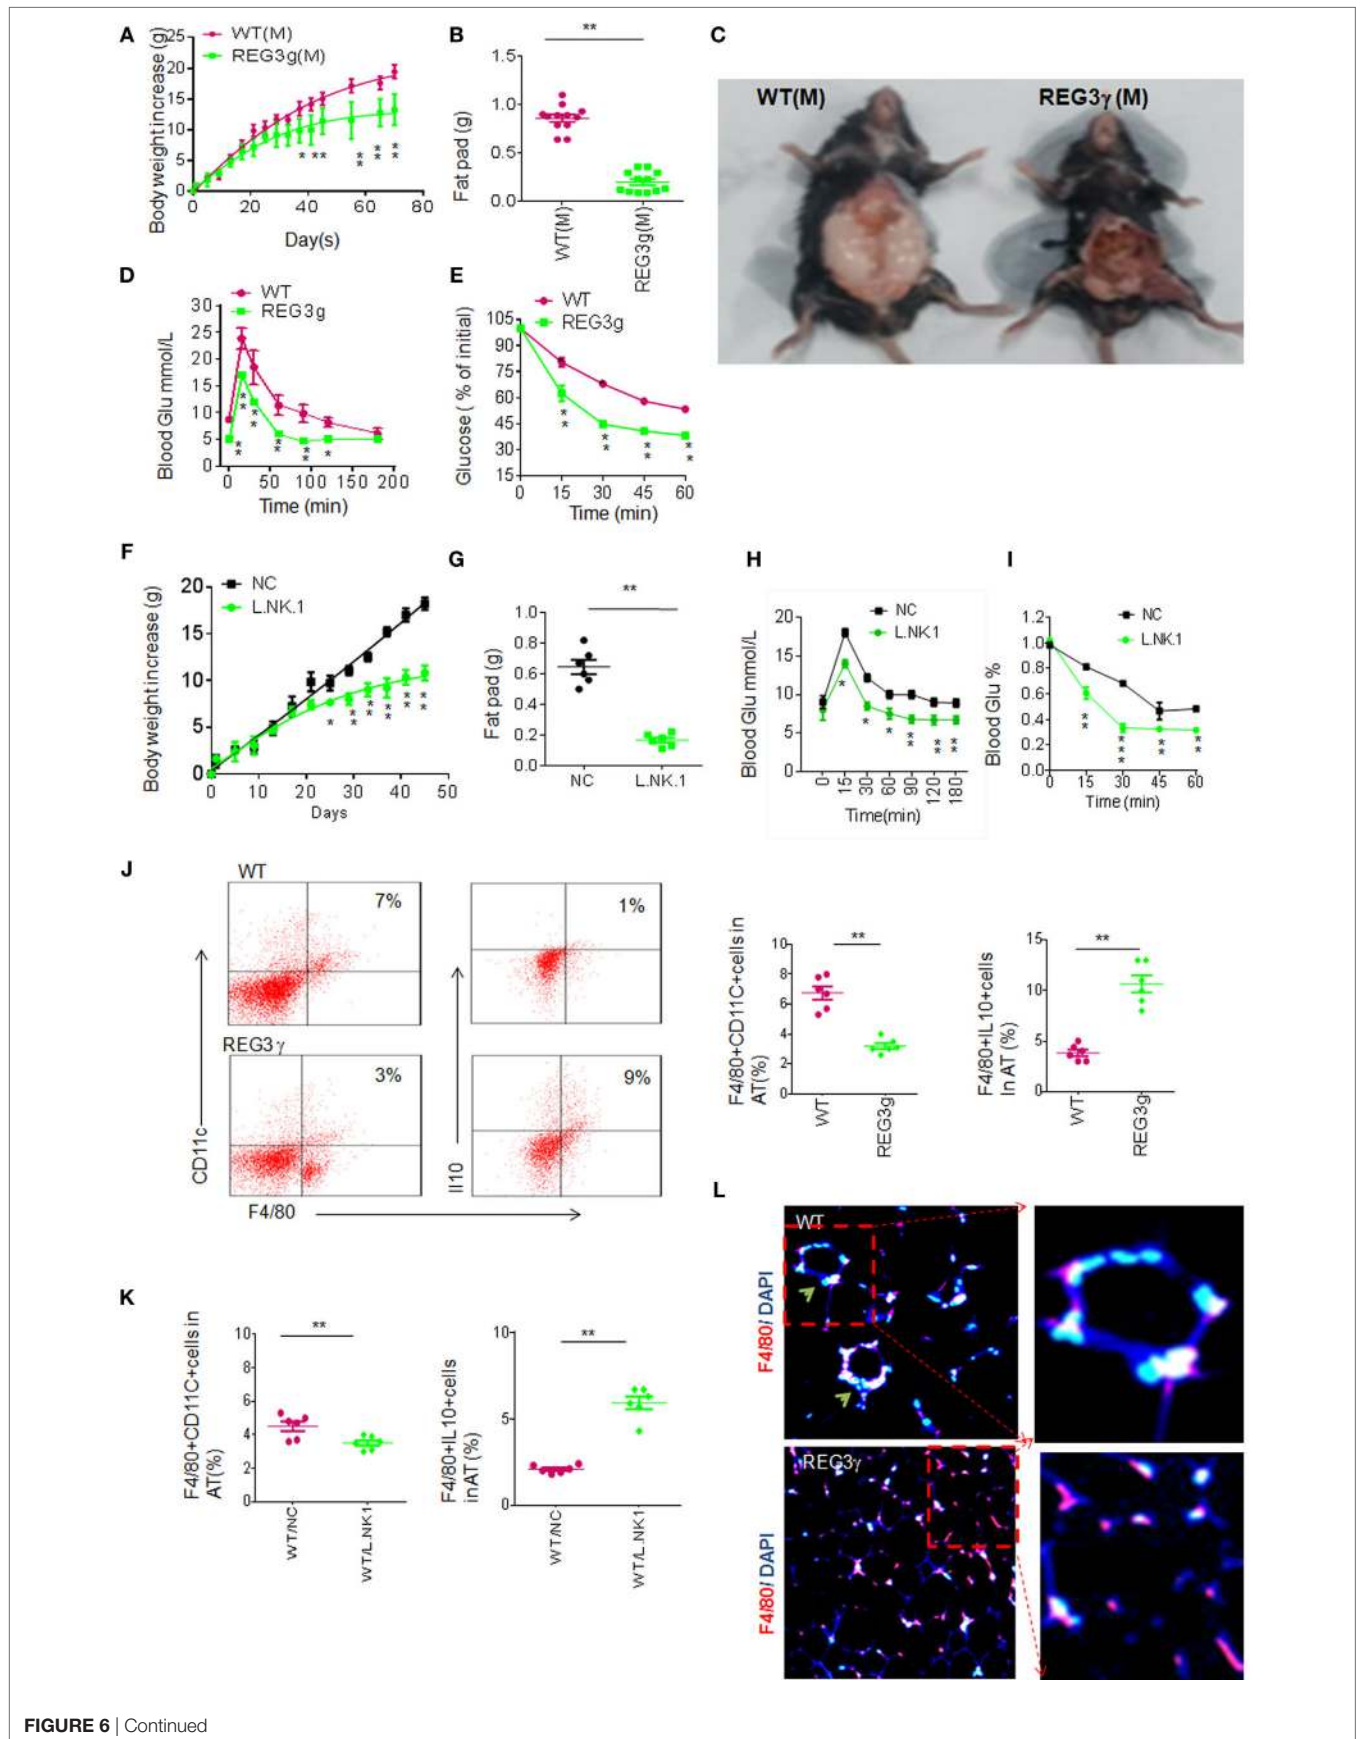 A
Body weight increase (g)
WT(M)
REG3g(M)
25
20
15
10
5
0
0 20 40 60 80
Day(s)
* ** ** ** **
B
**
Fat pad (g)
1.5
1.0
0.5
0.0
WT(M)
REG3g(M)
C
WT(M) REG3γ (M)
D
WT
REG3g
Blood Glu mmol/L
30
25
20
15
10
5
0
0 50 100 150 200
Time (min)
** ** ** ** ** *
E
WT
REG3g
Glucose ( % of initial)
105
90
75
60
45
30
15
0 15 30 45 60
Time (min)
** ** ** **
F
NC
L.NK.1
Body weight increase (g)
20
15
10
5
0
0 10 20 30 40 50
Days
* ** ** ** ** **
G
**
Fat pad (g)
1.0
0.8
0.6
0.4
0.2
0.0
NC L.NK.1
H
NC
L.NK.1
Blood Glu mmol/L
20
15
10
5
0
0 15 30 60 90 120 180
Time(min)
* * * ** ** **
I
NC
L.NK.1
Blood Glu %
1.2
1.0
0.8
0.6
0.4
0.2
0.0
0 15 30 45 60
Time (min)
** *** ** **
J
WT
7%
1%
REG3γ
3%
9%
CD11c
Il10
F4/80
F4/80+CD11C+cells in
AT(%)
10
8
6
4
2
0
**
WT
REG3g
F4/80+IL10+cells
In AT (%)
15
10
5
0
**
WT
REG3g
K
F4/80+CD11C+cells in
AT(%)
10
8
6
4
2
0
**
WT/NC
WT/L.NK1
F4/80+IL10+cells
in AT (%)
10
5
0
**
WT/NC
WT/L.NK1
L
WT
F4/80/ DAPI
REG3γ
F4/80/ DAPI
FIGURE 6 | Continued